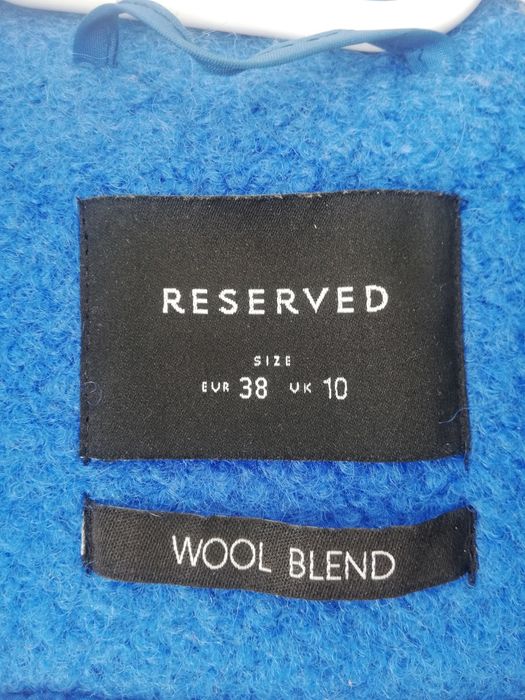 RESERVED
SIZE
EUR 38 UK 10
WOOL BLEND